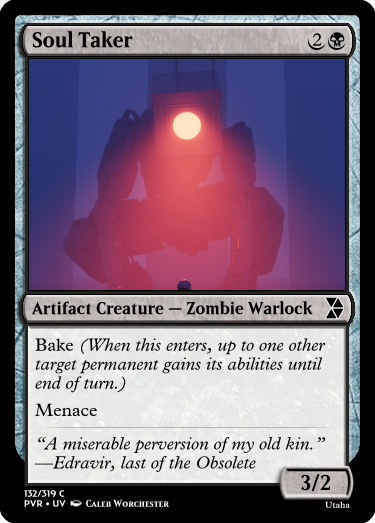 Soul Taker 2
Artifact Creature — Zombie Warlock
Bake (When this enters, up to one other
target permanent gains its abilities until
end of turn.)
Menace
“A miserable perversion of my old kin.”
—Edravir, last of the Obsolete
3/2
132/319 C
PVR • UV Caleb Worchester
Utaha